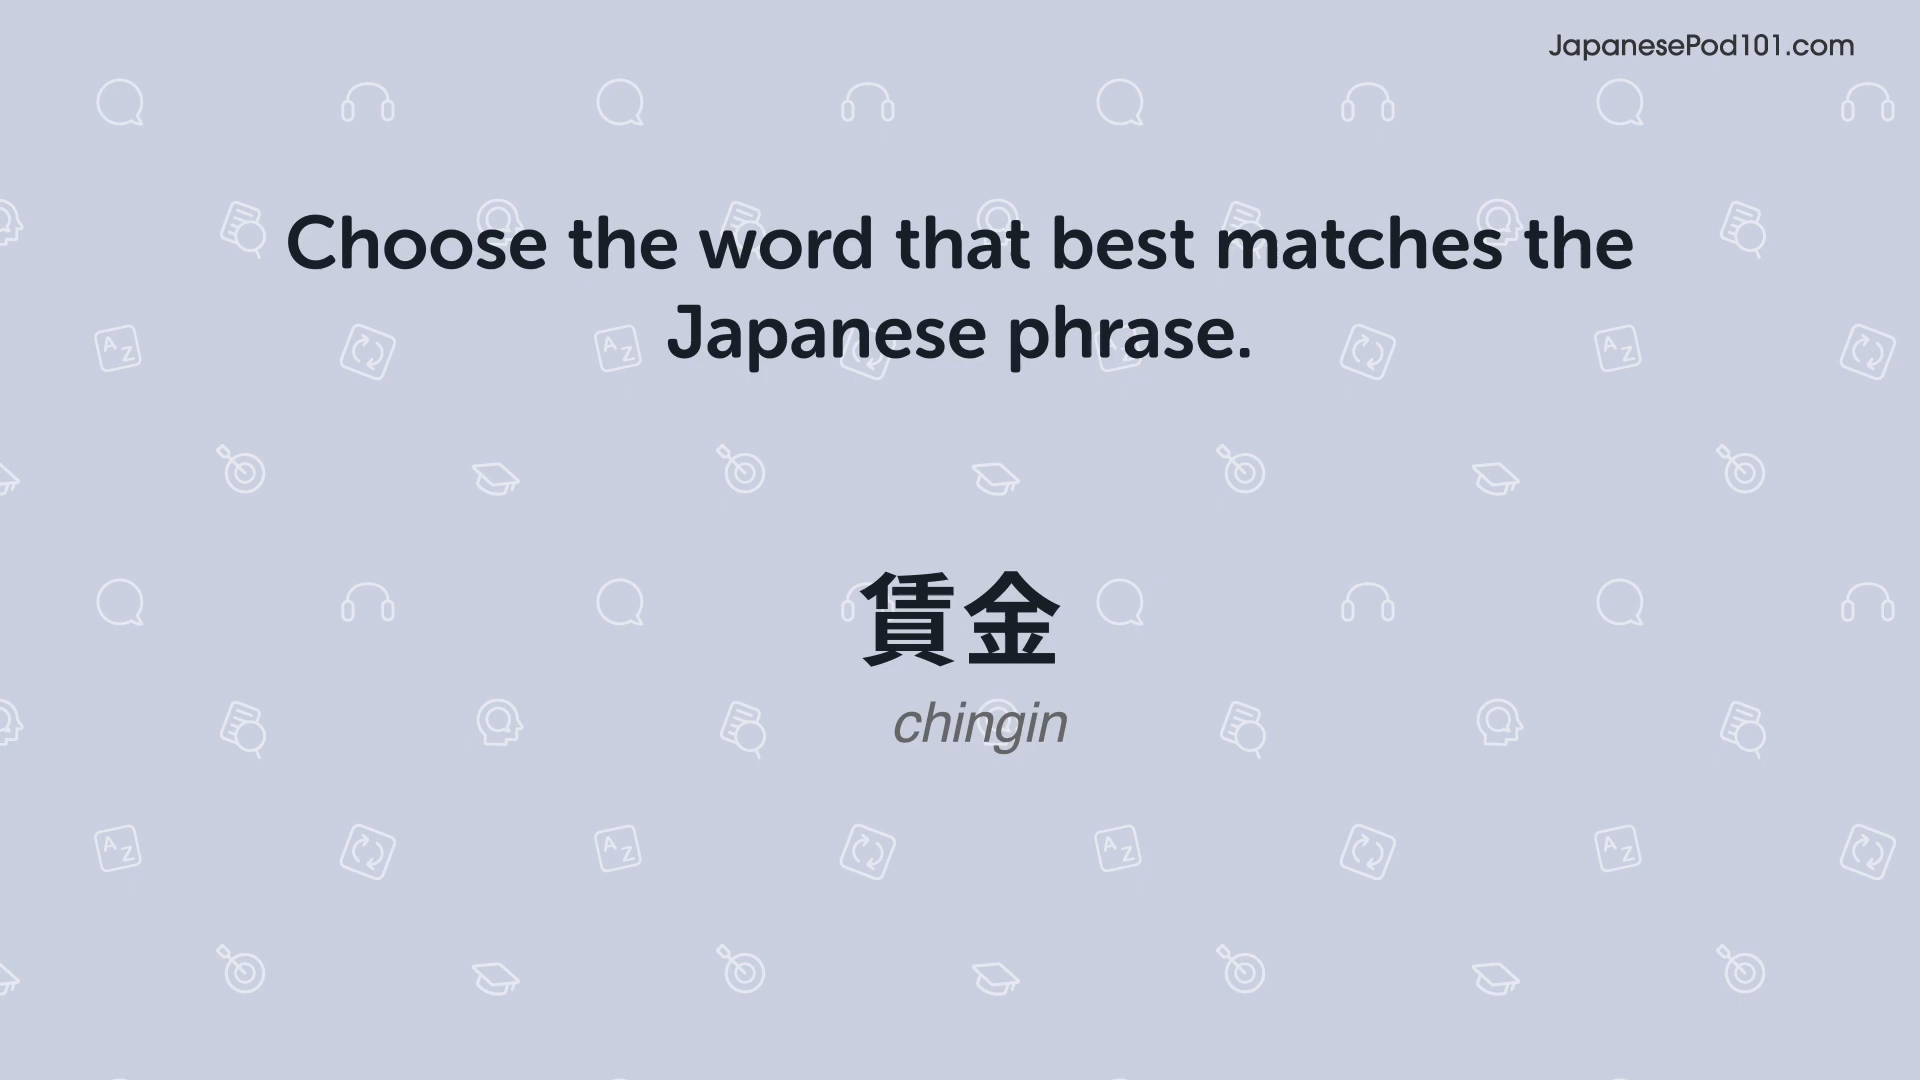 JapanesePod101.com
Choose the word that best matches the
Japanese phrase.
賃金
chingin